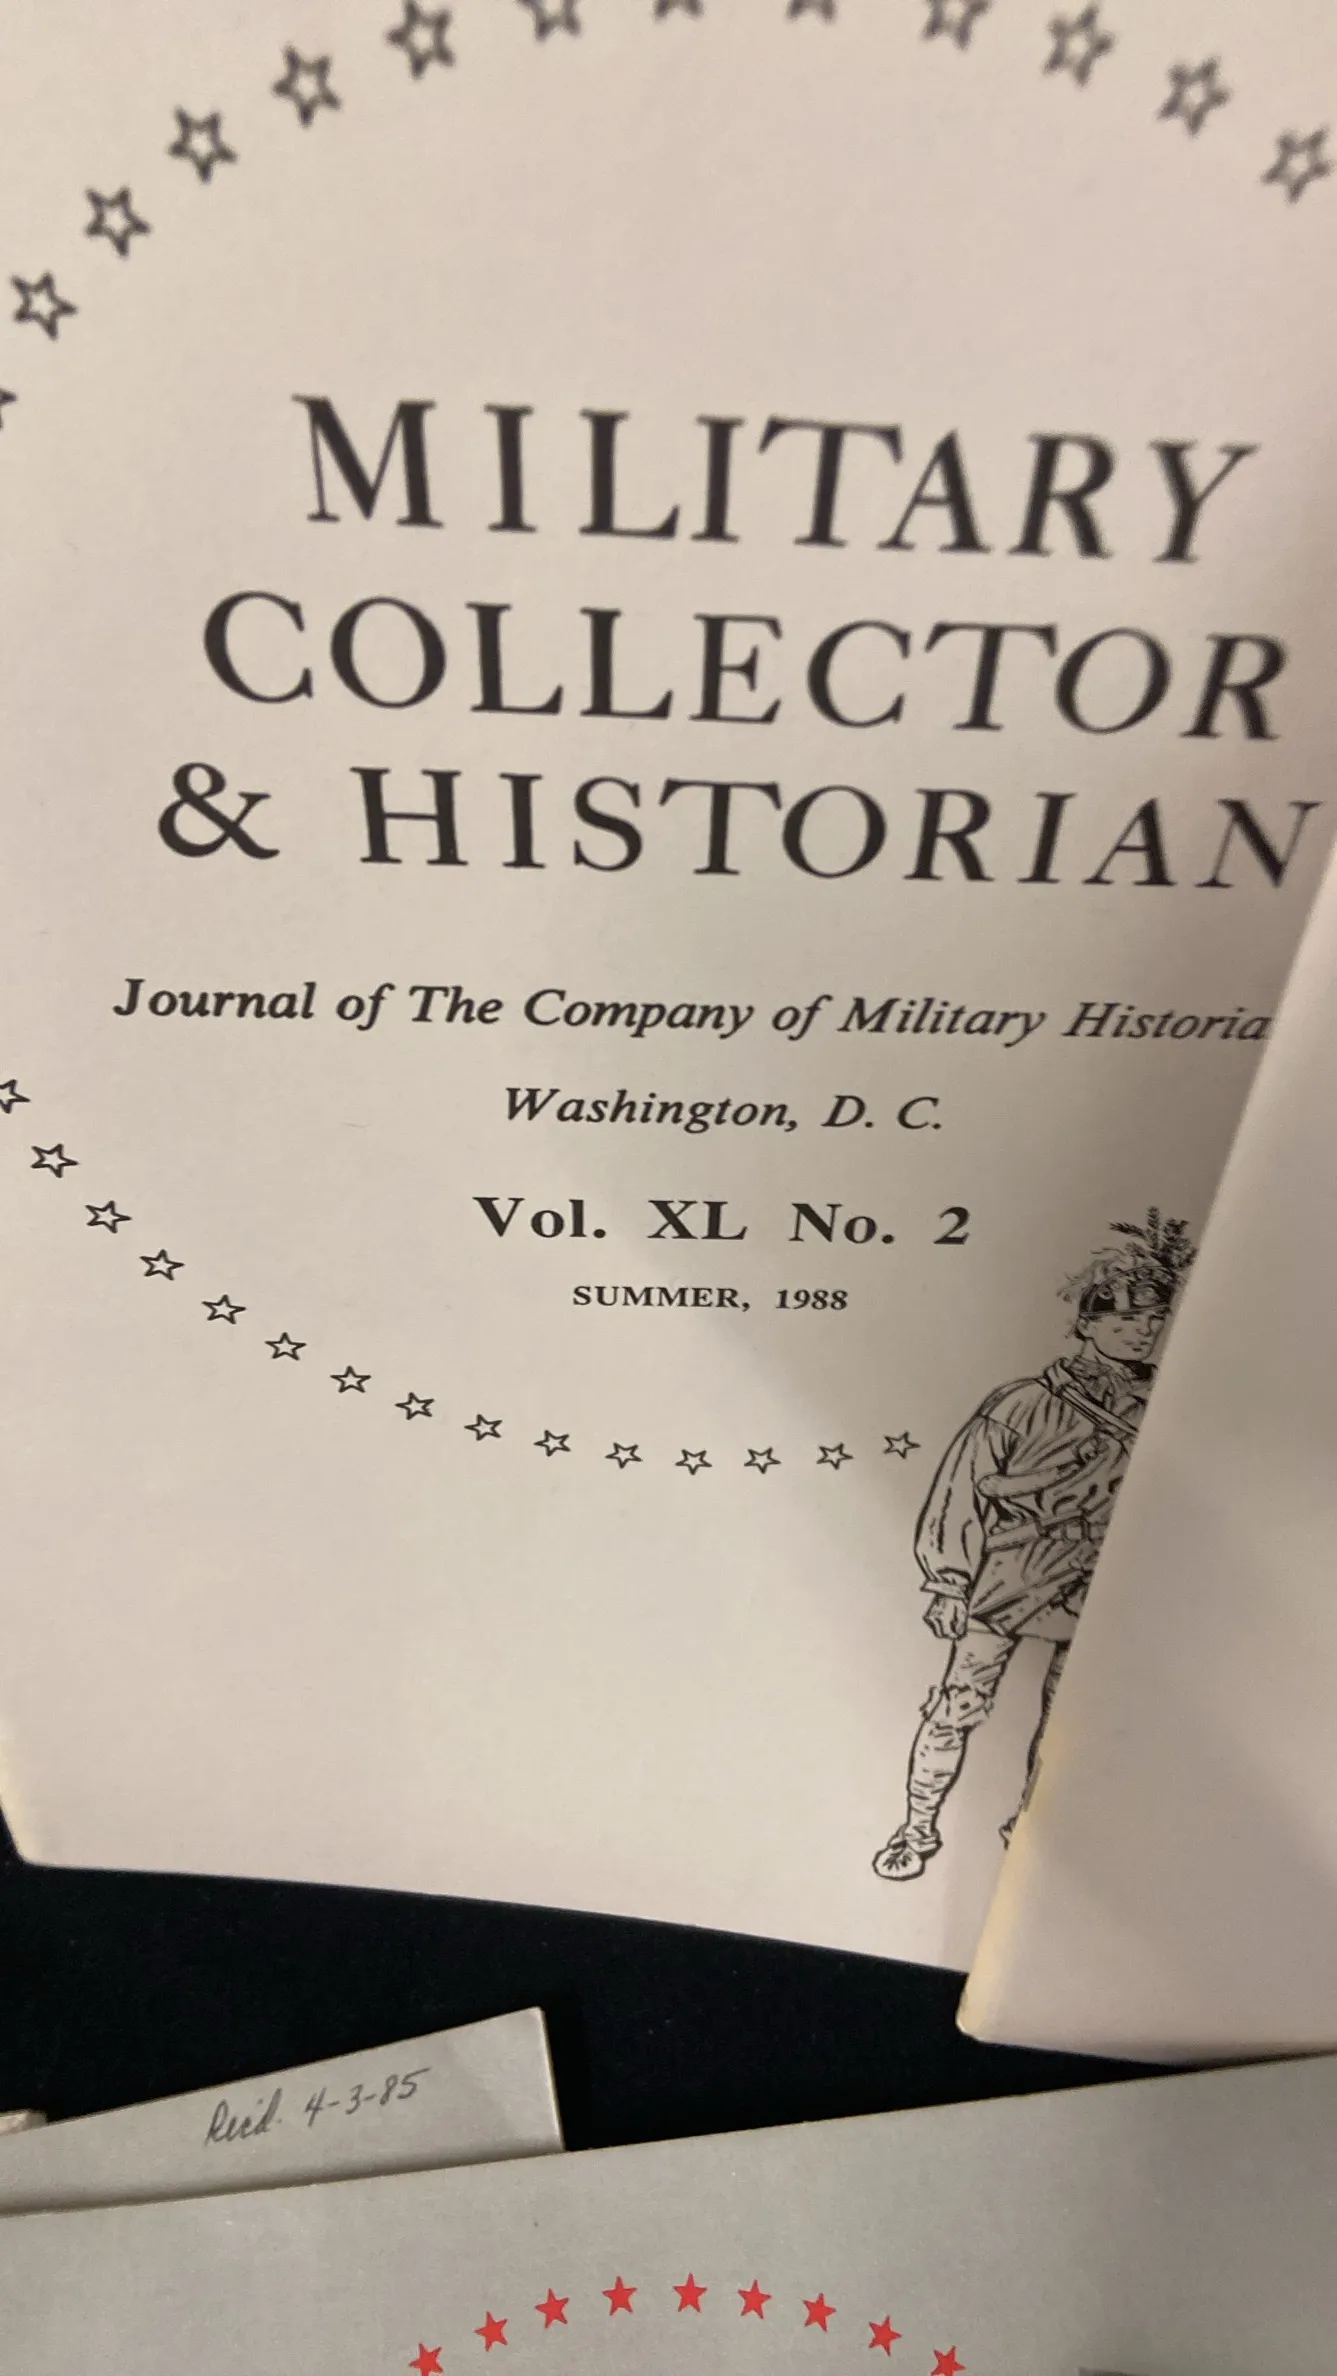 MILITARY
COLLECTOR
& HISTORIAN
Journal of The Company of Military Historia
Washington, D. C.
Vol. XL No. 2
SUMMER, 1988
Rec'd. 4-3-85